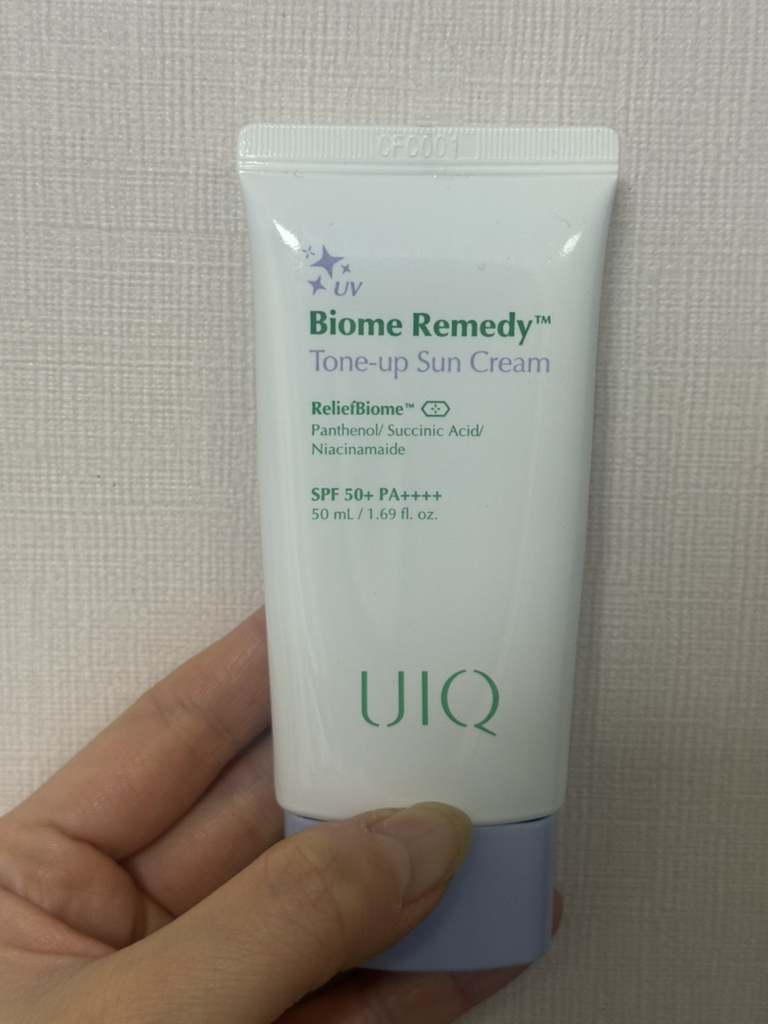 CFC001
UV
Biome Remedy™
Tone-up Sun Cream
ReliefBiome™
Panthenol/ Succinic Acid/
Niacinamaide
SPF 50+ PA++++
50 mL / 1.69 fl. oz.
UIQ